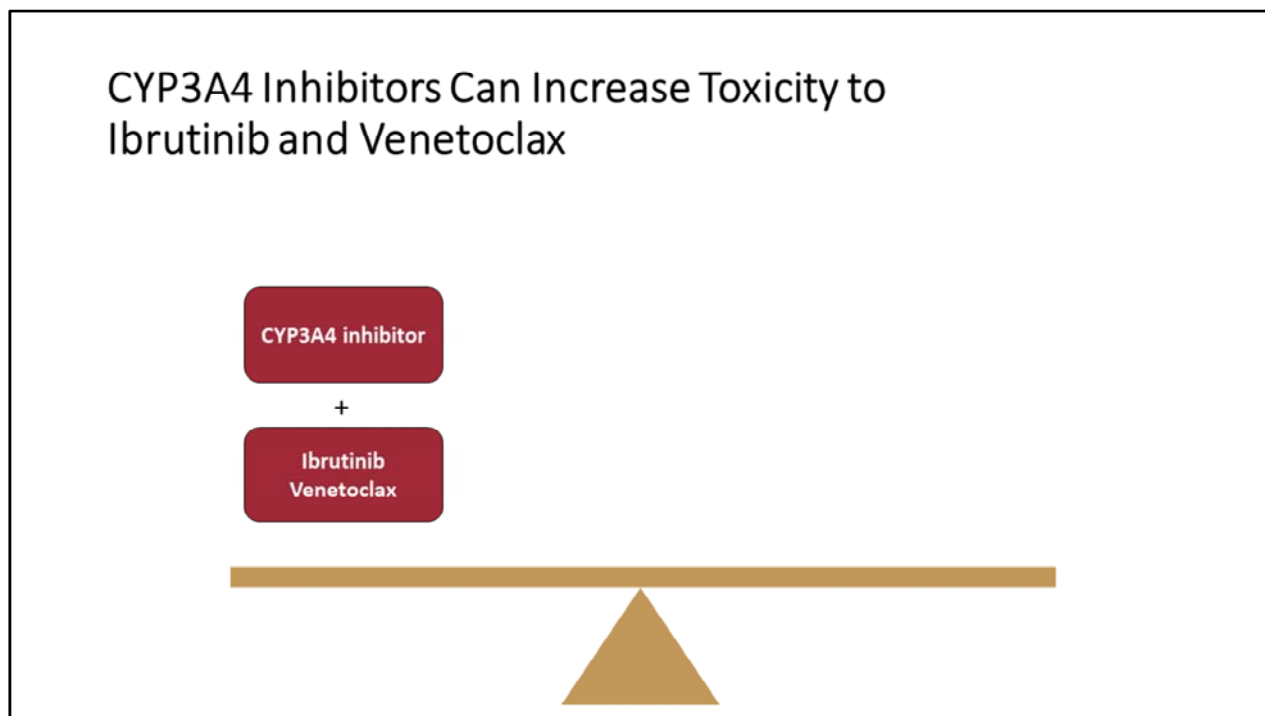 CYP3A4 Inhibitors Can Increase Toxicity to
Ibrutinib and Venetoclax
CYP3A4 inhibitor
+
Ibrutinib
Venetoclax